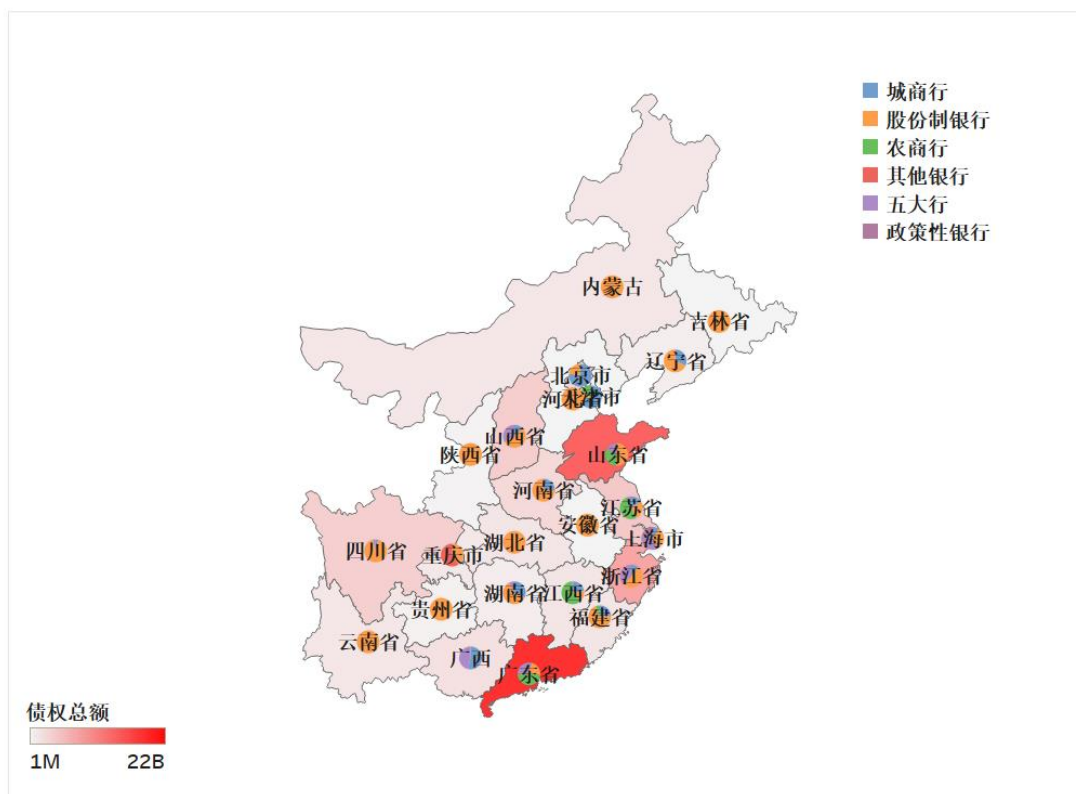 城商行
股份制银行
农商行
其他银行
五大行
政策性银行
内蒙古
吉林省
辽宁省
北京市
河北省
山西省
陕西省
山东省
河南省
江苏省
安徽省
上海市
四川省
重庆市
湖北省
浙江省
贵州省
湖南省
江西省
福建省
云南省
广西
广东省
债权总额
1M 22B